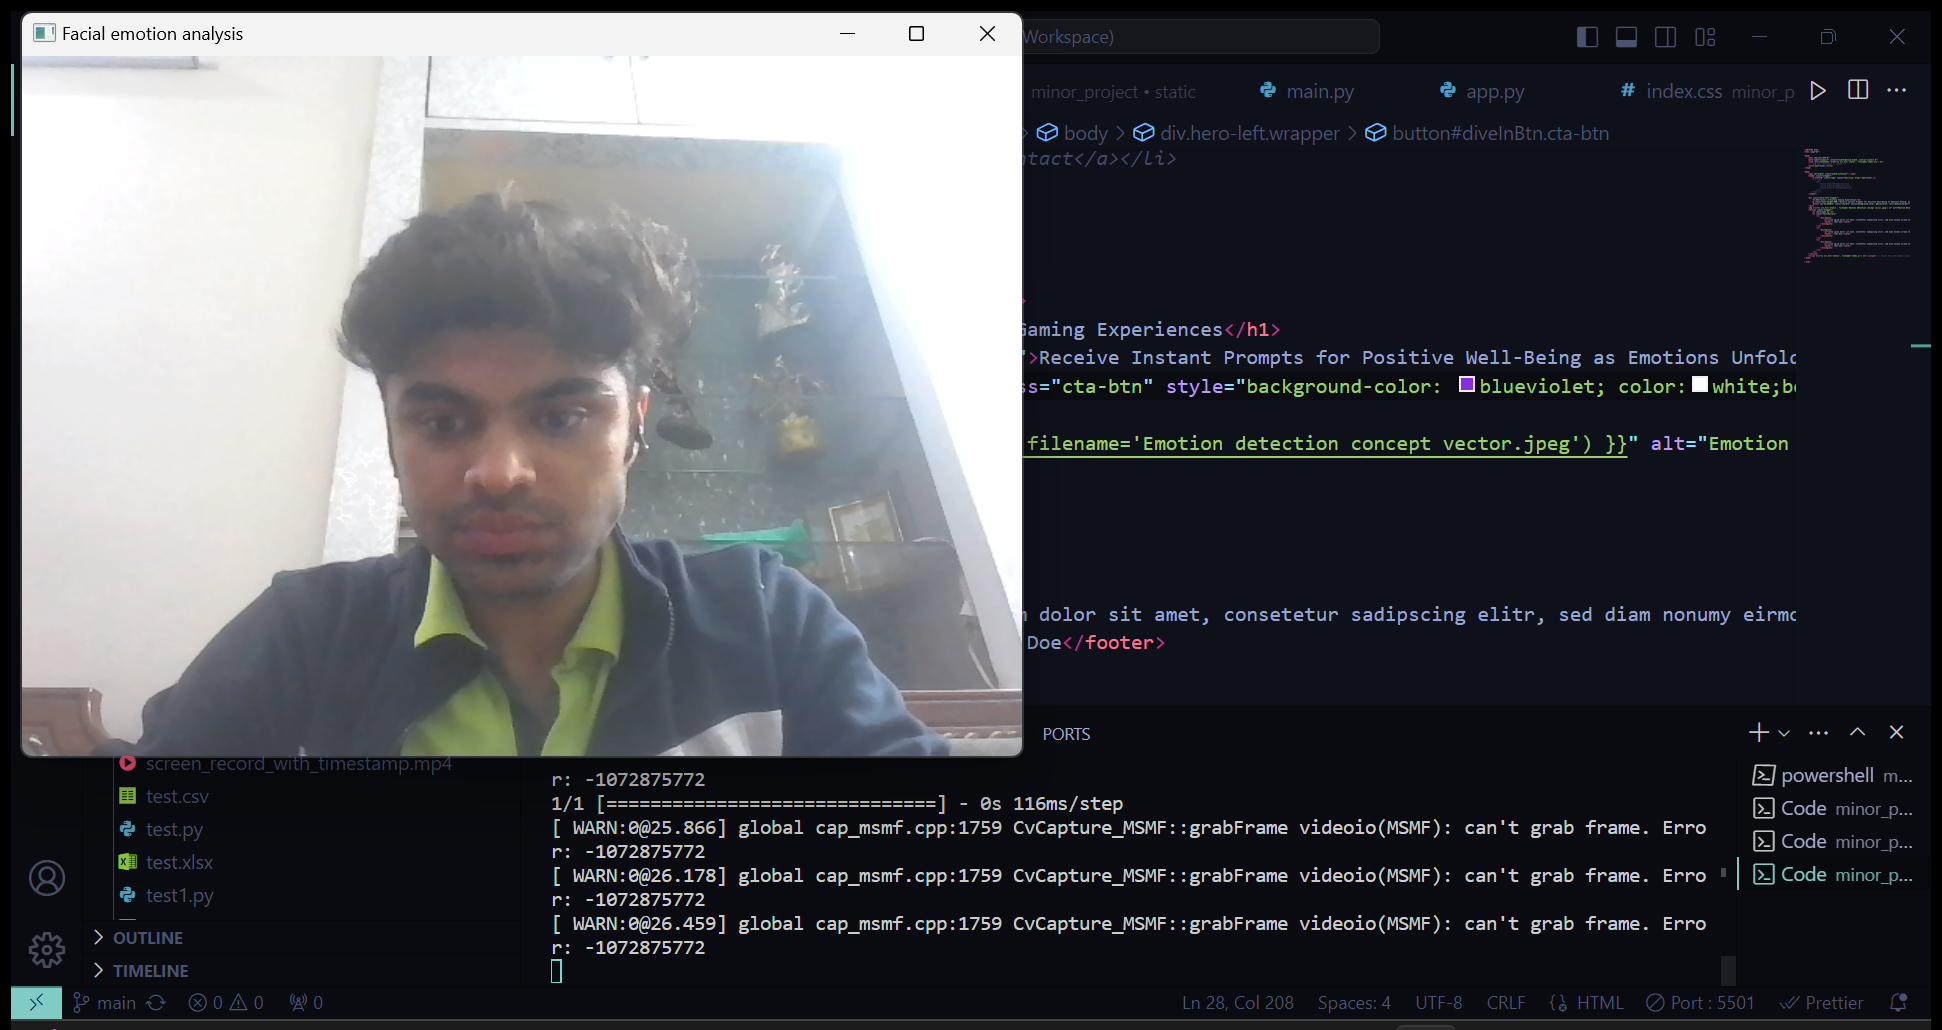 Facial emotion analysis
Workspace)
minor_project • static
main.py
app.py
# index.css minor_p
body
div.hero-left.wrapper
button#diveInBtn.cta-btn
ntact</a></li>
>
Gaming Experiences</h1>
">Receive Instant Prompts for Positive Well-Being as Emotions Unfold
ss="cta-btn" style="background-color: blueviolet; color: white;bo
filename='Emotion detection concept vector.jpeg') }}" alt="Emotion
m dolor sit amet, consetetur sadipscing elitr, sed diam nonumy eirmo
Doe</footer>
PORTS
screen_record_with_timestamp.mp4
test.csv
test.py
test.xlsx
test1.py
OUTLINE
TIMELINE
r: -1072875772
1/1 [==============================] - 0s 116ms/step
[ WARN:0@25.866] global cap_msmf.cpp:1759 CvCapture_MSMF::grabFrame videoio(MSMF): can't grab frame. Erro
r: -1072875772
[ WARN:0@26.178] global cap_msmf.cpp:1759 CvCapture_MSMF::grabFrame videoio(MSMF): can't grab frame. Erro
r: -1072875772
[ WARN:0@26.459] global cap_msmf.cpp:1759 CvCapture_MSMF::grabFrame videoio(MSMF): can't grab frame. Erro
r: -1072875772
powershell m...
Code minor_p...
Code minor_p...
Code minor_p...
main
0
0
0
Ln 28, Col 208
Spaces: 4
UTF-8
CRLF
HTML
Port : 5501
Prettier